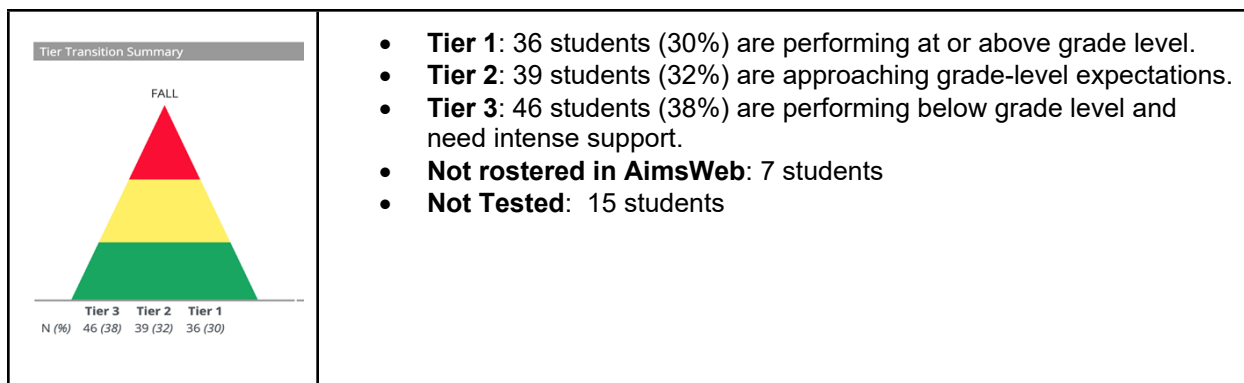 Tier Transition Summary
FALL
Tier 3 Tier 2 Tier 1
N (%) 46 (38) 39 (32) 36 (30)
• Tier 1: 36 students (30%) are performing at or above grade level.
• Tier 2: 39 students (32%) are approaching grade-level expectations.
• Tier 3: 46 students (38%) are performing below grade level and
need intense support.
• Not rostered in AimsWeb: 7 students
• Not Tested: 15 students